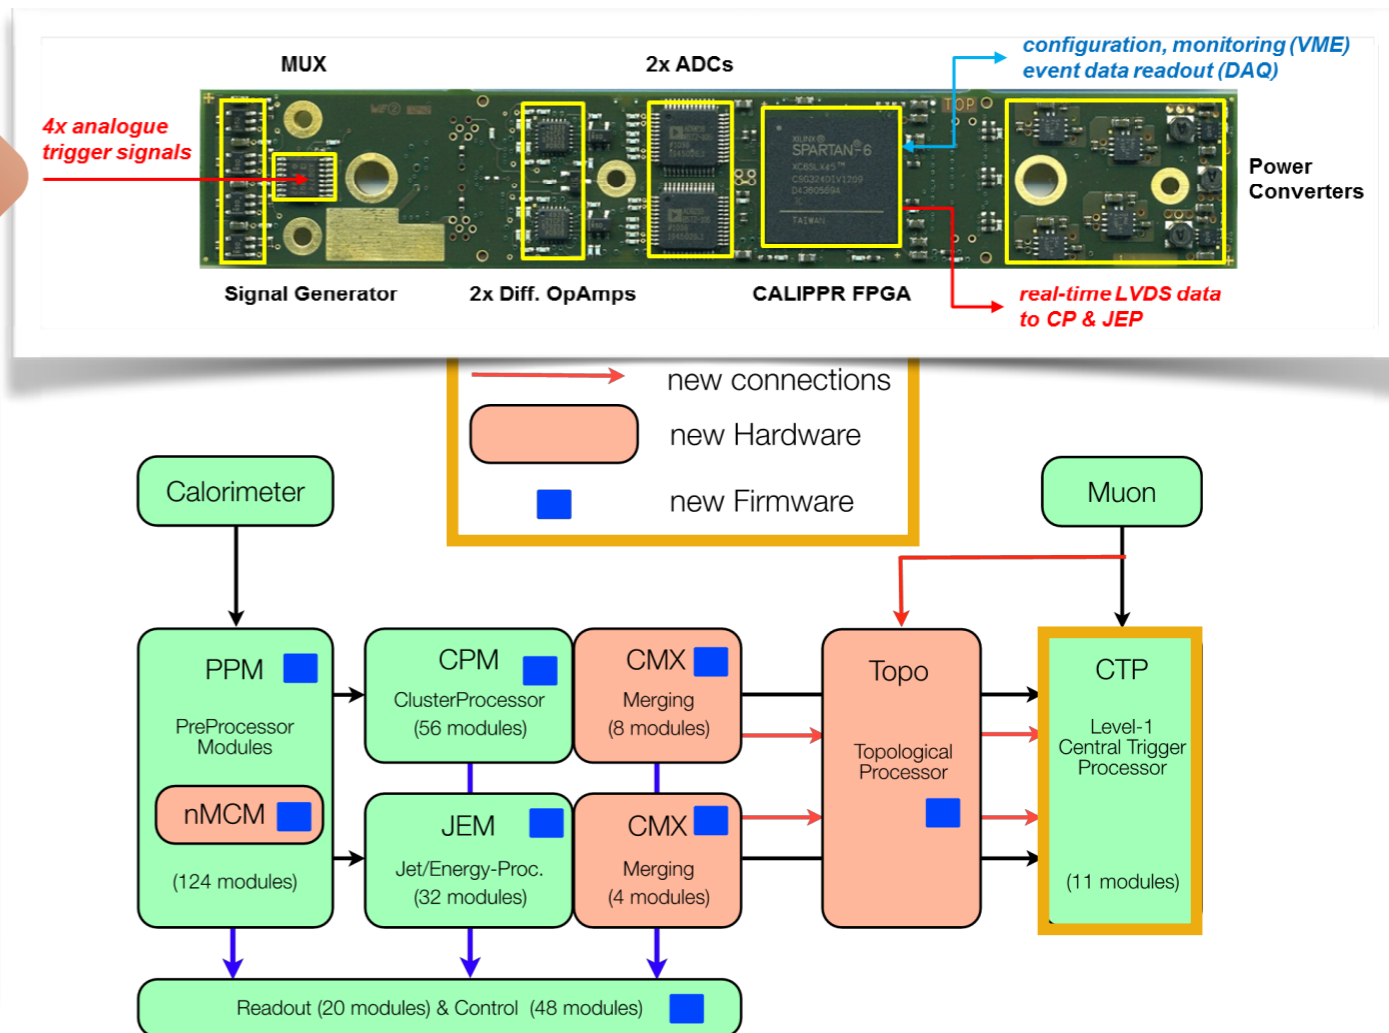 MUX
2x ADCs
configuration, monitoring (VME)
event data readout (DAQ)
4x analogue
trigger signals
TOP
XILINX®
SPARTAN®-6
XC6SLX45™
TAIWAN
Power
Converters
Signal Generator
2x Diff. OpAmps
CALIPPR FPGA
real-time LVDS data
to CP & JEP
new connections
new Hardware
new Firmware
Calorimeter
Muon
PPM
PreProcessor
Modules
nMCM
(124 modules)
CPM
ClusterProcessor
(56 modules)
CMX
Merging
(8 modules)
JEM
Jet/Energy-Proc.
(32 modules)
CMX
Merging
(4 modules)
Topo
Topological
Processor
CTP
Level-1
Central Trigger
Processor
(11 modules)
Readout (20 modules) & Control (48 modules)